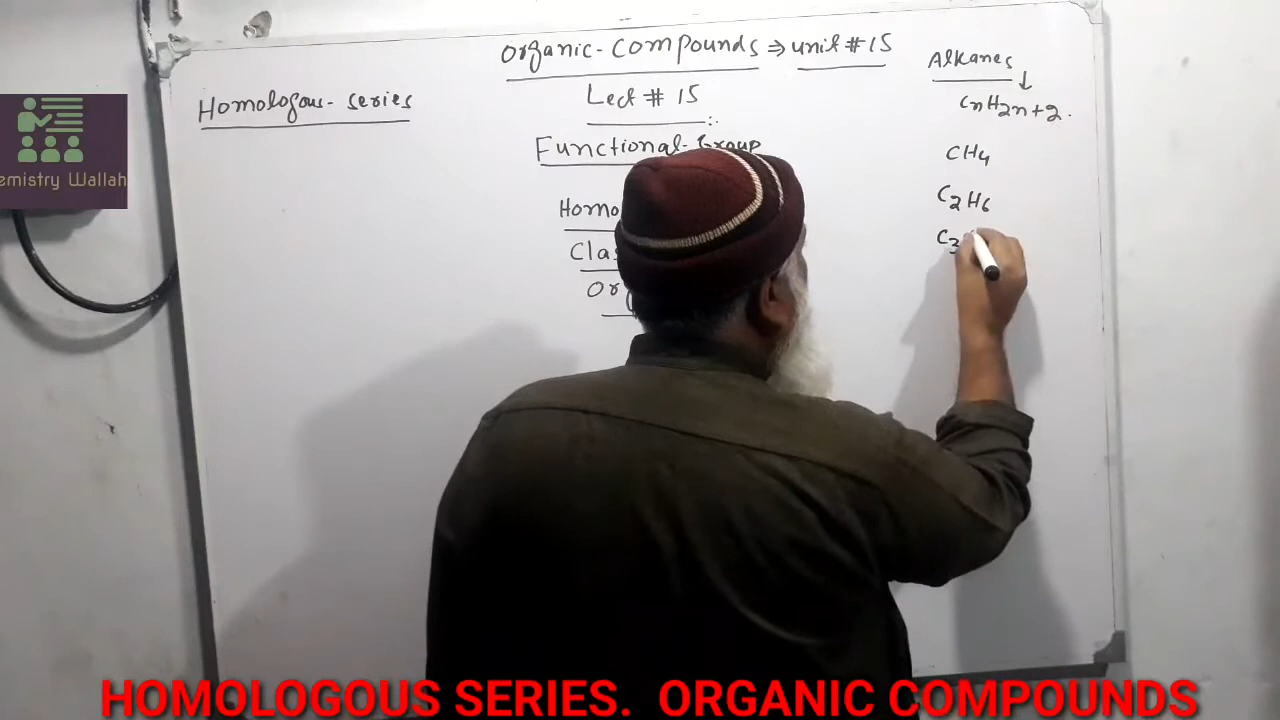 Organic-Compounds ⇒ unit #15
Lect # 15
Functional-Group
Homologous-series
Alkanes
↓
CnH2n+2.
CH4
C2H6
C3
emistry Wallah
HOMOLOGOUS SERIES. ORGANIC COMPOUNDS